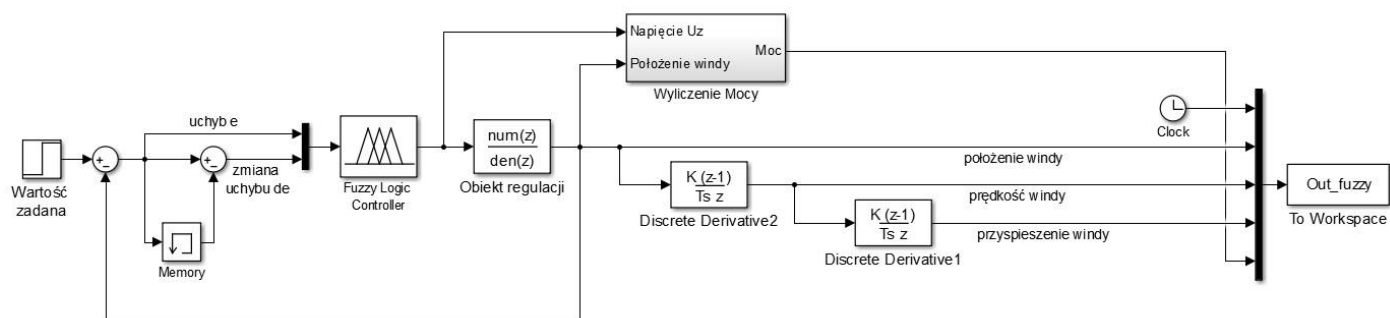 Napięcie Uz
Moc
Położenie windy
Wyliczenie Mocy
uchyb e
Clock
+
-
+
-
zmiana
uchybu de
Wartość
zadana
Fuzzy Logic
Controller
num(z)
den(z)
Obiekt regulacji
położenie windy
K (z-1)
Ts z
Discrete Derivative2
prędkość windy
Out_fuzzy
To Workspace
K (z-1)
Ts z
Discrete Derivative1
przyspieszenie windy
Memory